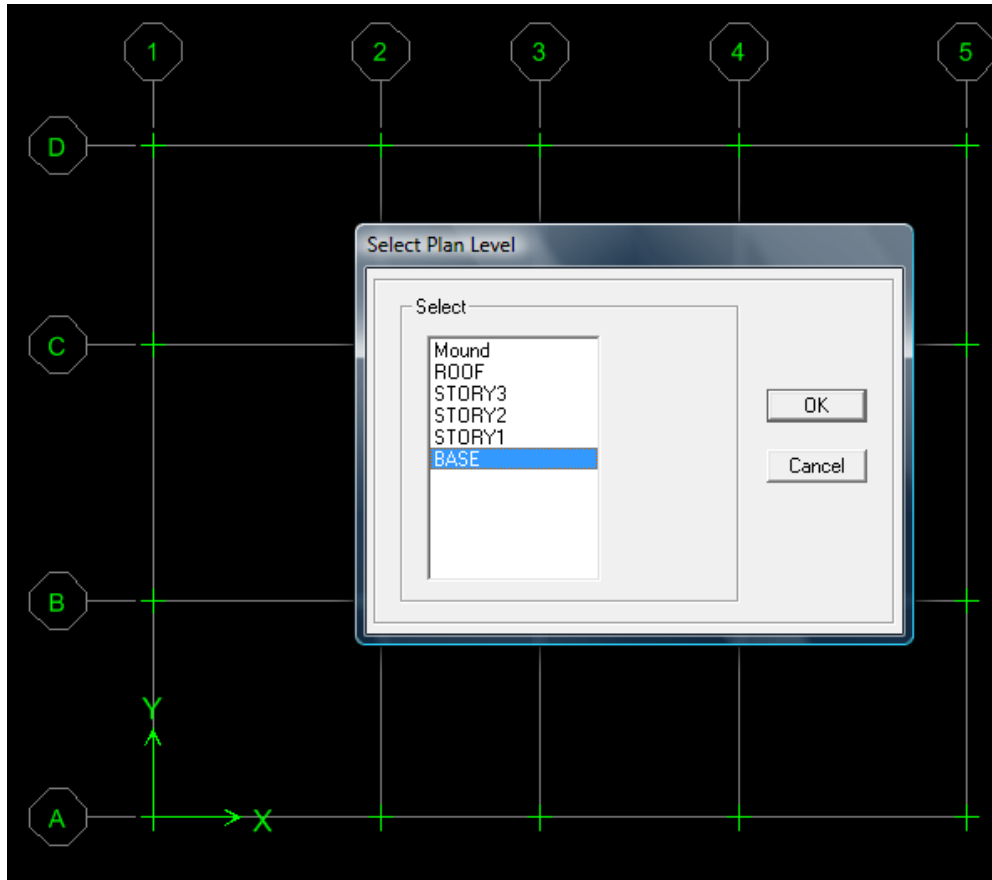 1 2 3 4 5
D
Select Plan Level
Select
Mound
ROOF
STORY3
STORY2
STORY1
BASE
OK
Cancel
C
B
Y
X
A